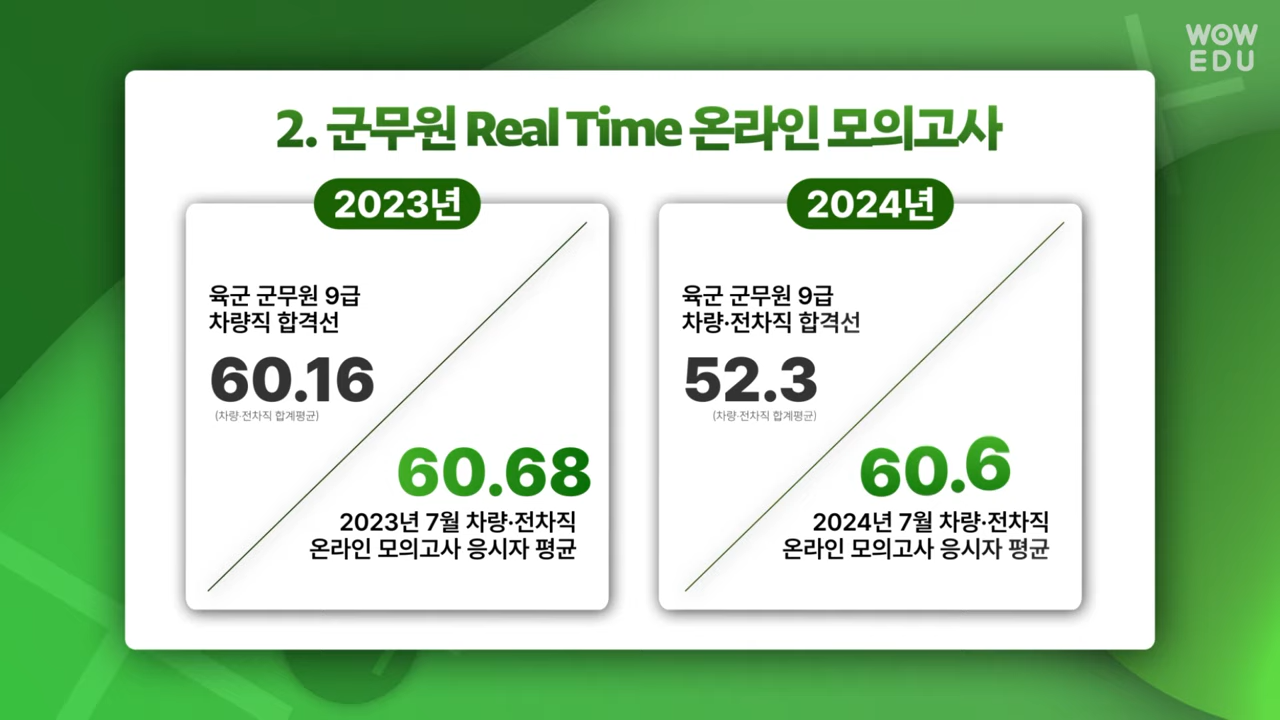 WOW
EDU
2. 군무원 Real Time 온라인 모의고사
2023년
육군 군무원 9급
차량직 합격선
60.16
(차량·전차직 합계평균)
60.68
2023년 7월 차량·전차직
온라인 모의고사 응시자 평균
2024년
육군 군무원 9급
차량·전차직 합격선
52.3
(차량·전차직 합계평균)
60.6
2024년 7월 차량·전차직
온라인 모의고사 응시자 평균